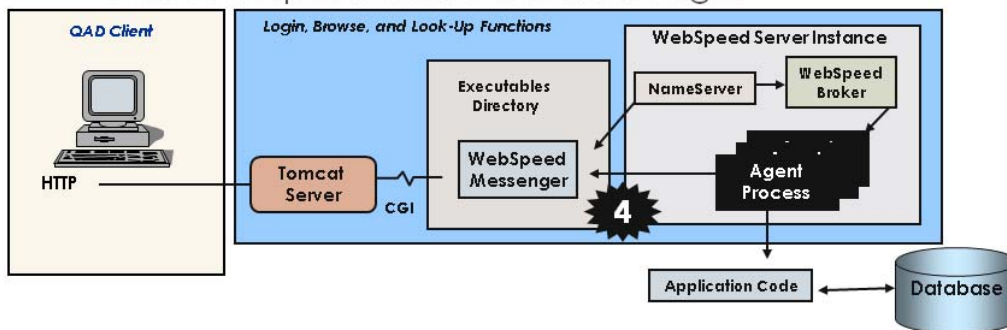 QAD Client
HTTP
Login, Browse, and Look-Up Functions
Tomcat
Server
CGI
Executables
Directory
WebSpeed
Messenger
WebSpeed Server Instance
NameServer
WebSpeed
Broker
Agent
Process
4
Application Code
Database